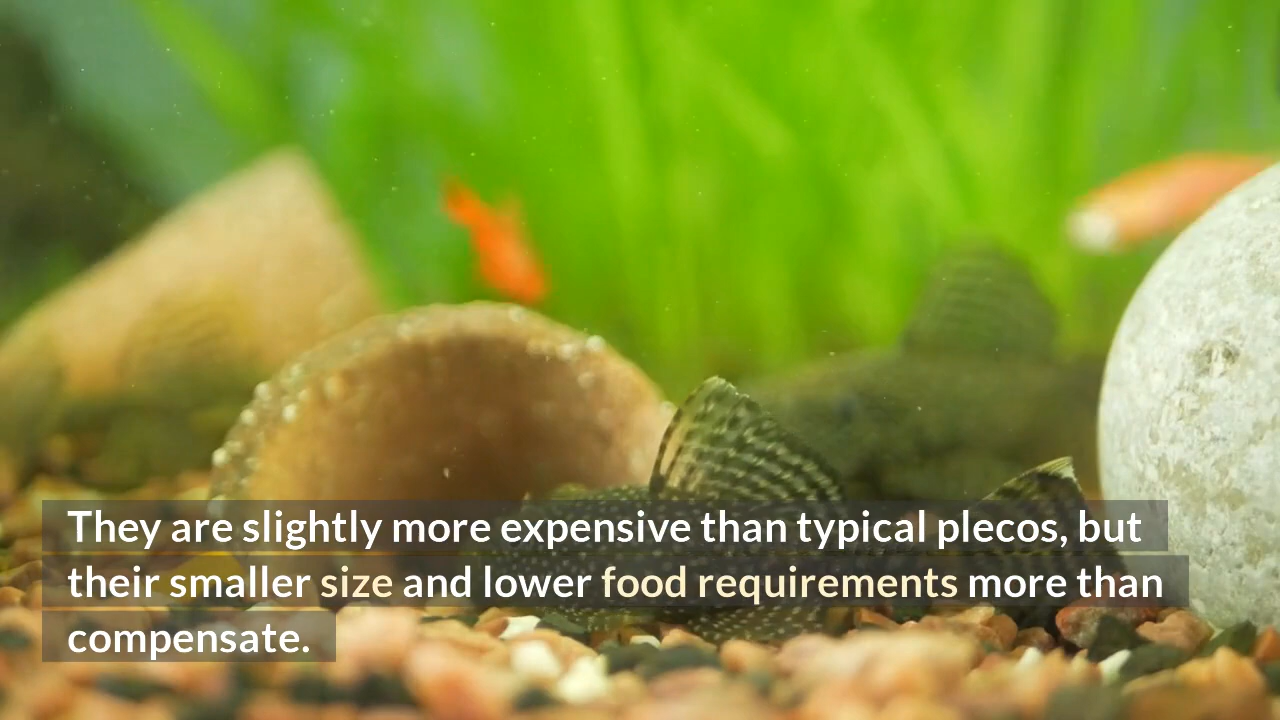 They are slightly more expensive than typical plecos, but
their smaller size and lower food requirements more than
compensate.